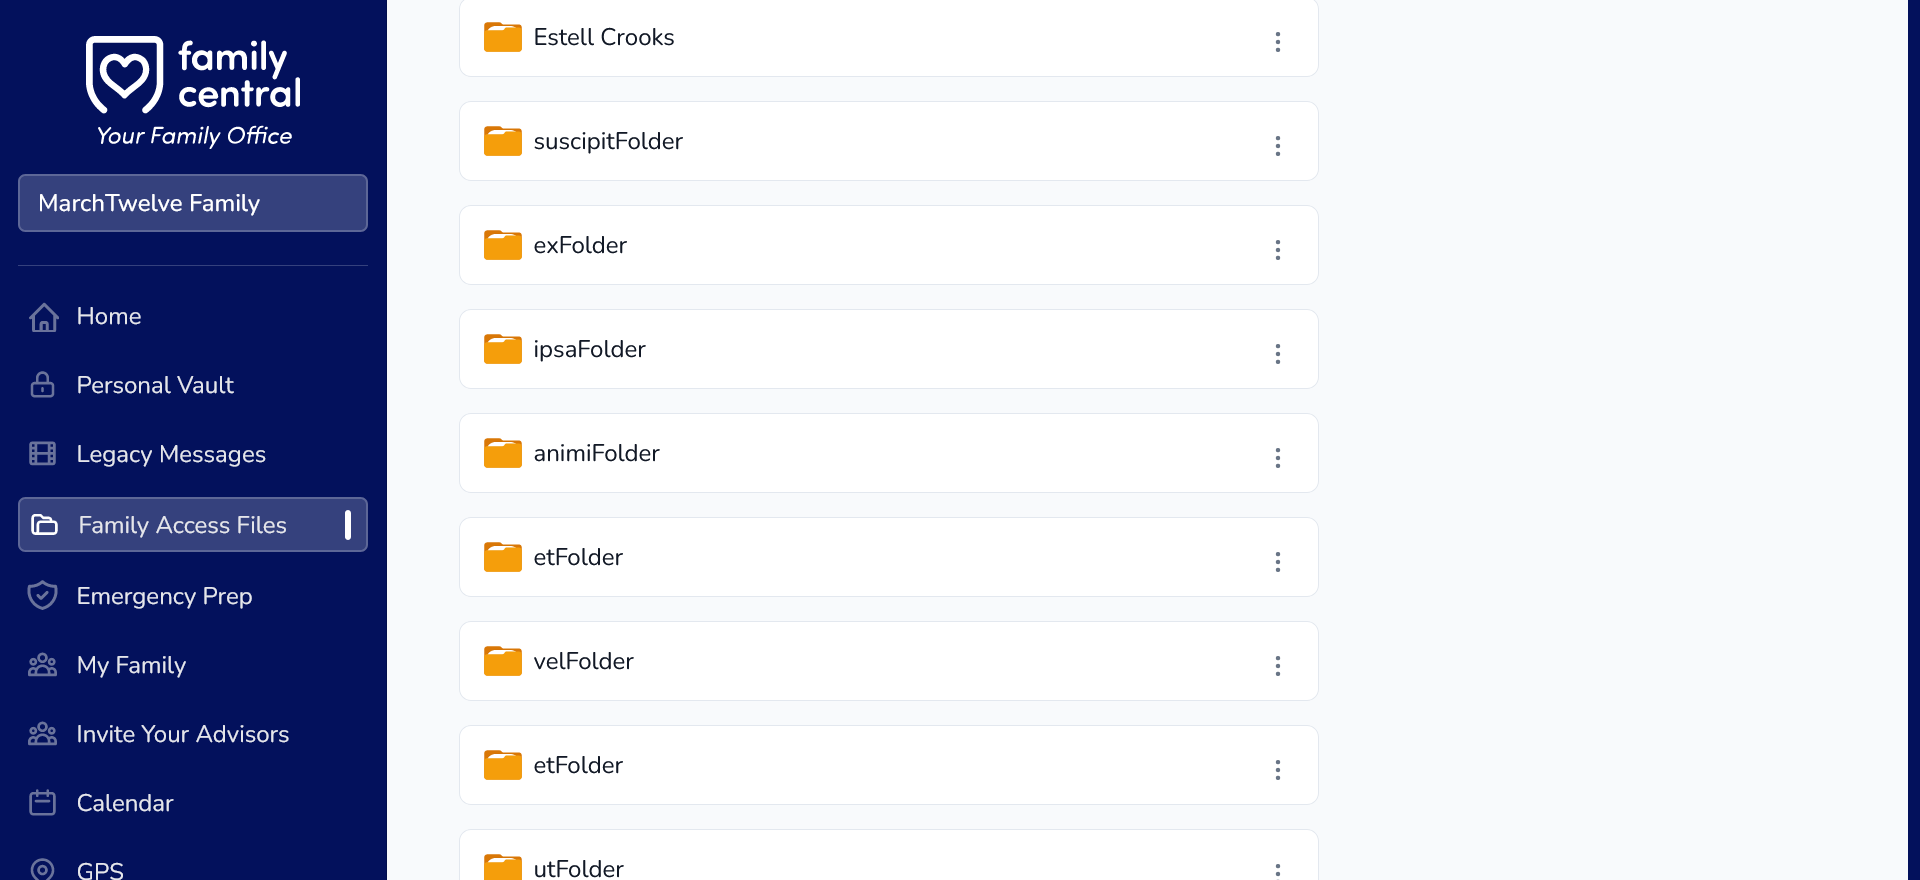 family
central
Your Family Office
MarchTwelve Family
Home
Personal Vault
Legacy Messages
Family Access Files
Emergency Prep
My Family
Invite Your Advisors
Calendar
GPS
Estell Crooks
suscipitFolder
exFolder
ipsaFolder
animiFolder
etFolder
velFolder
etFolder
utFolder